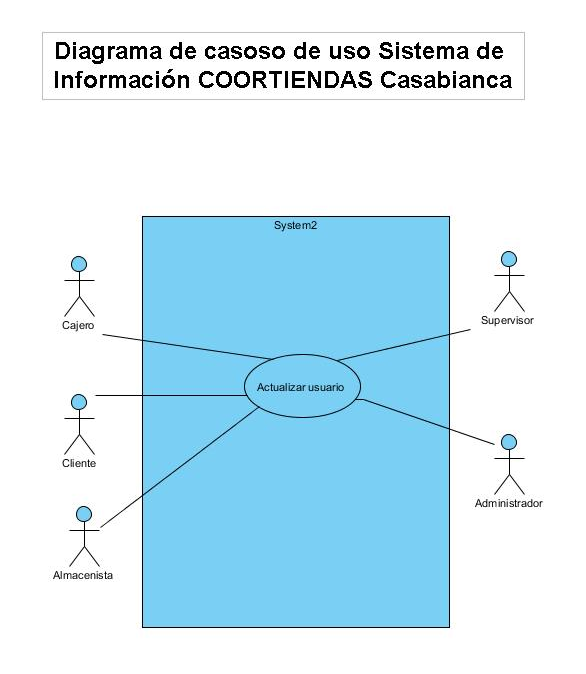 Diagrama de casoso de uso Sistema de
Información COORTIENDAS Casabianca
System2
Cajero
Supervisor
Actualizar usuario
Cliente
Administrador
Almacenista